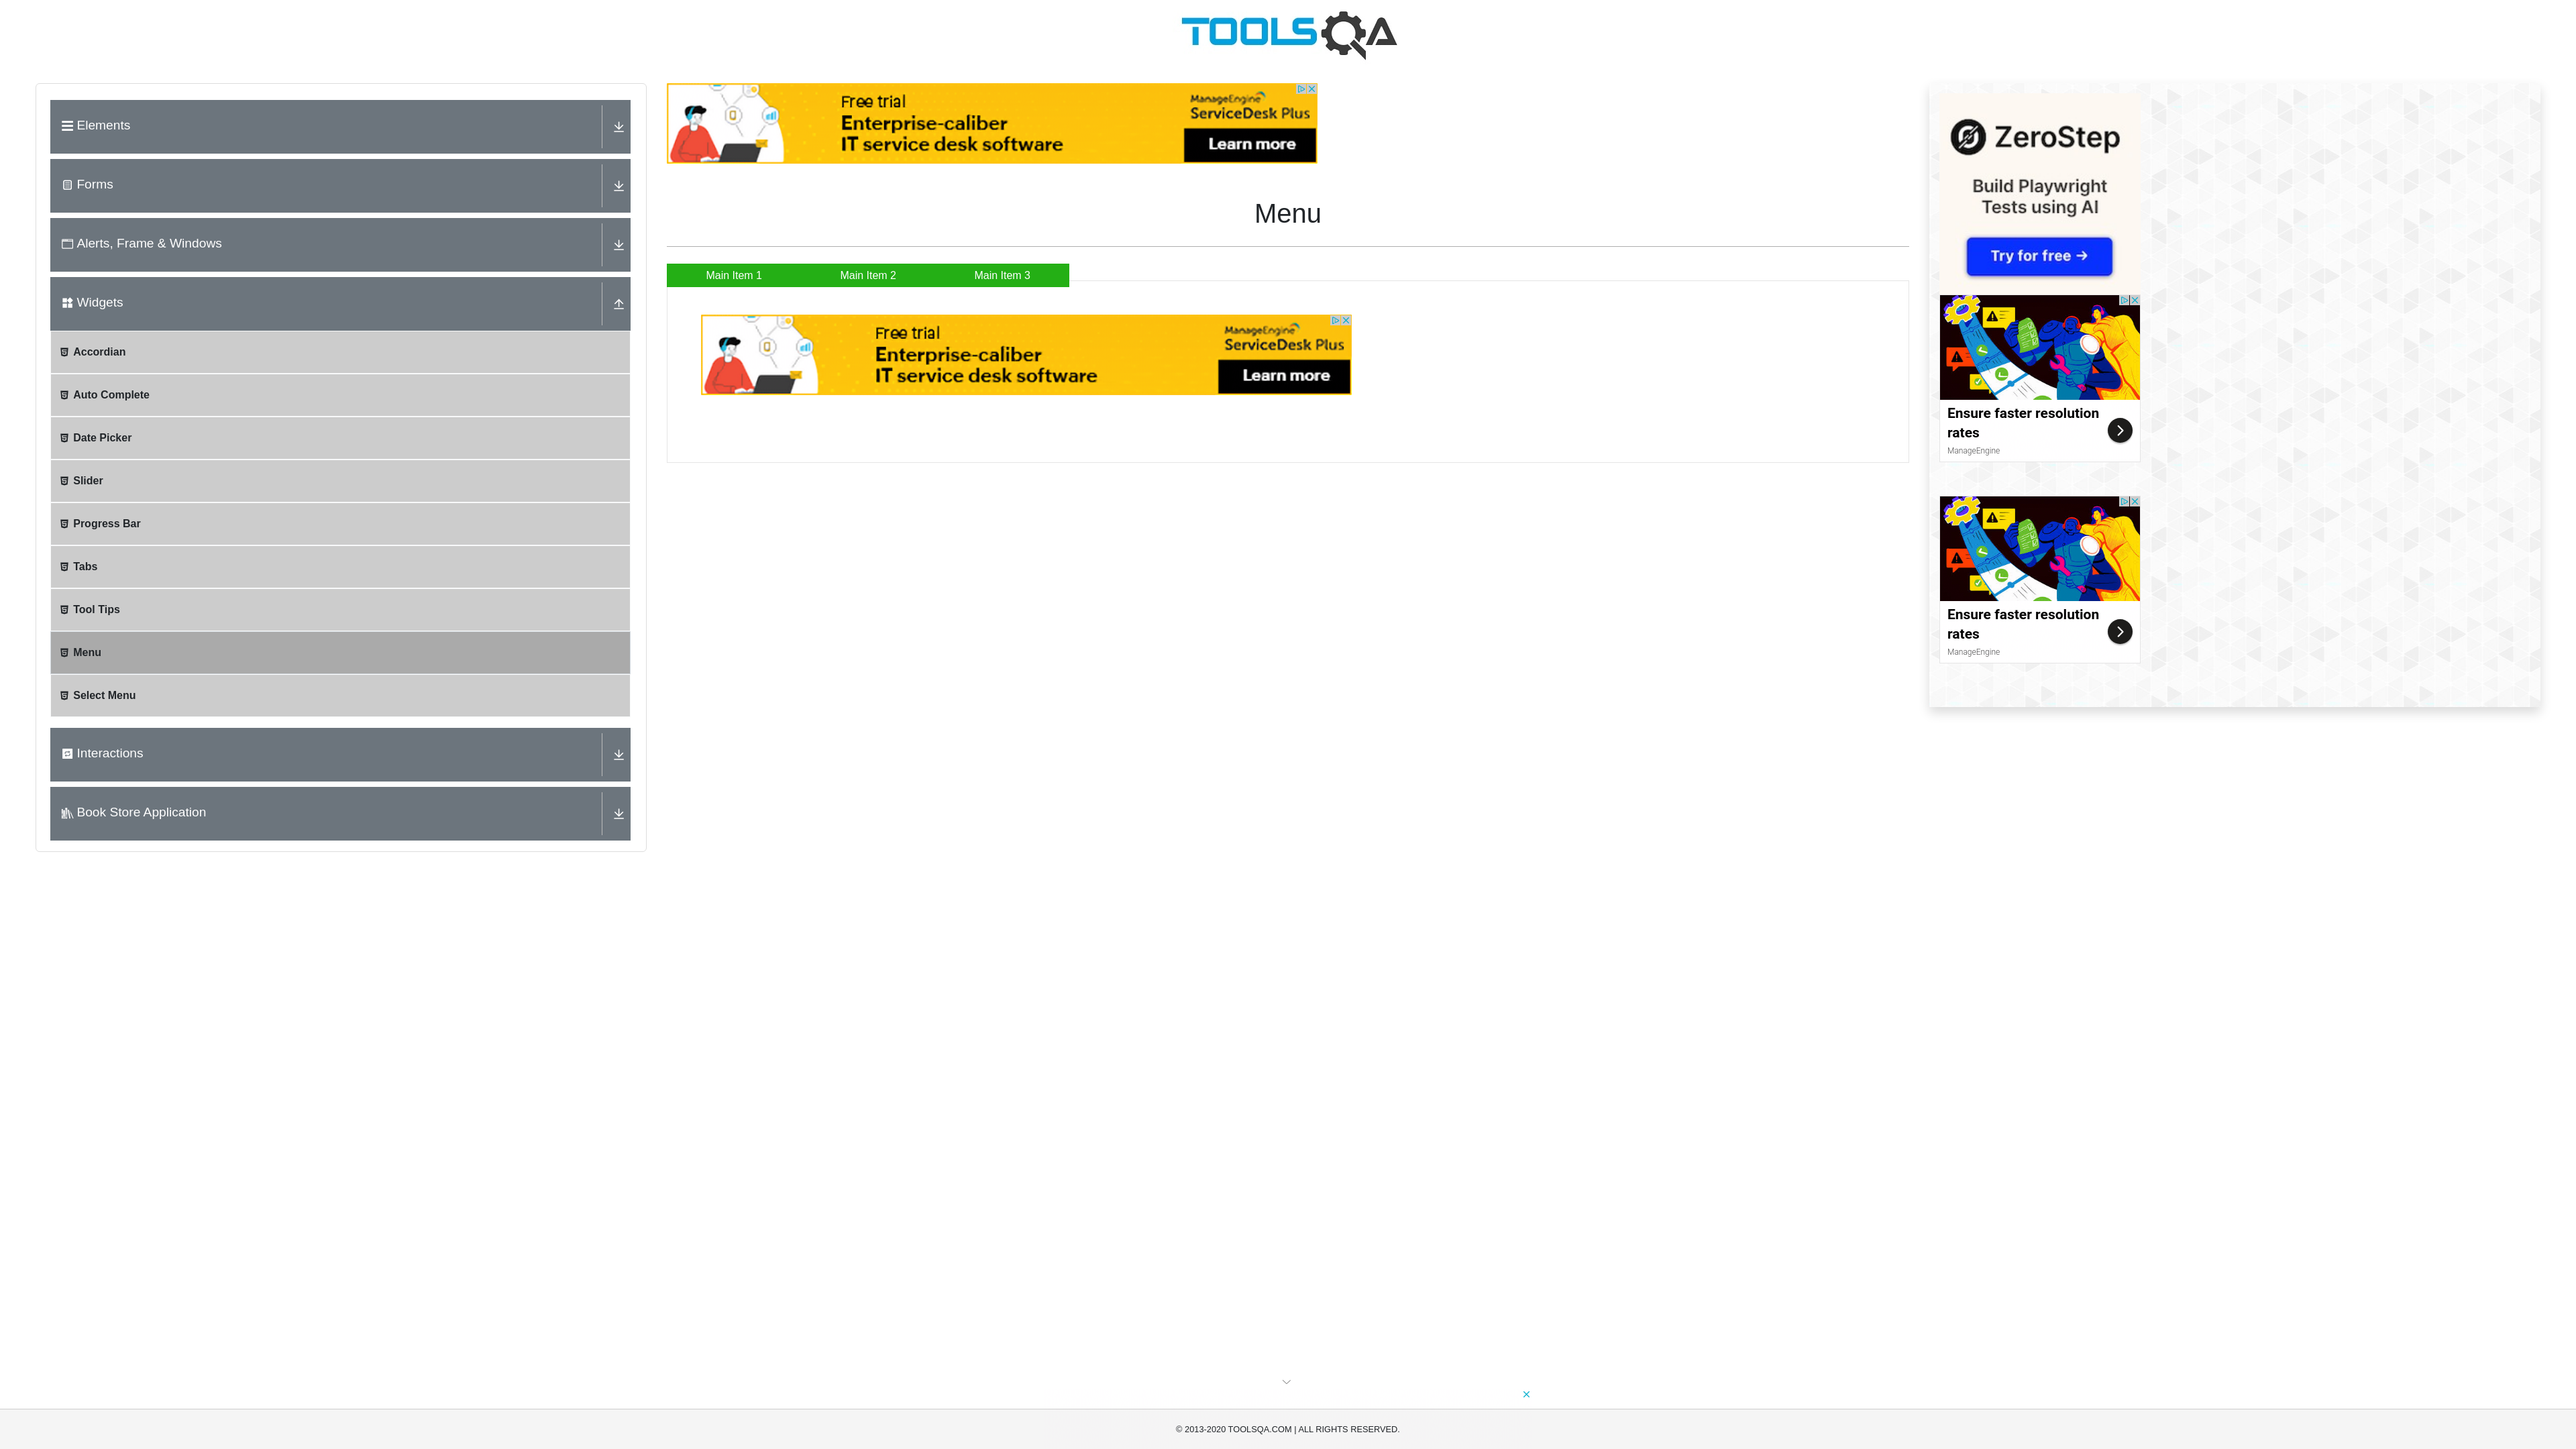 TOOLSQA
Elements
Forms
Alerts, Frame & Windows
Widgets
Accordian
Auto Complete
Date Picker
Slider
Progress Bar
Tabs
Tool Tips
Menu
Select Menu
Interactions
Book Store Application
Free trial
Enterprise-caliber
IT service desk software
ManageEngine
ServiceDesk Plus
Learn more
Menu
Main Item 1
Main Item 2
Main Item 3
Free trial
Enterprise-caliber
IT service desk software
ManageEngine
ServiceDesk Plus
Learn more
ZeroStep
Build Playwright
Tests using AI
Try for free →
Ensure faster resolution
rates
ManageEngine
Ensure faster resolution
rates
ManageEngine
© 2013-2020 TOOLSQA.COM | ALL RIGHTS RESERVED.